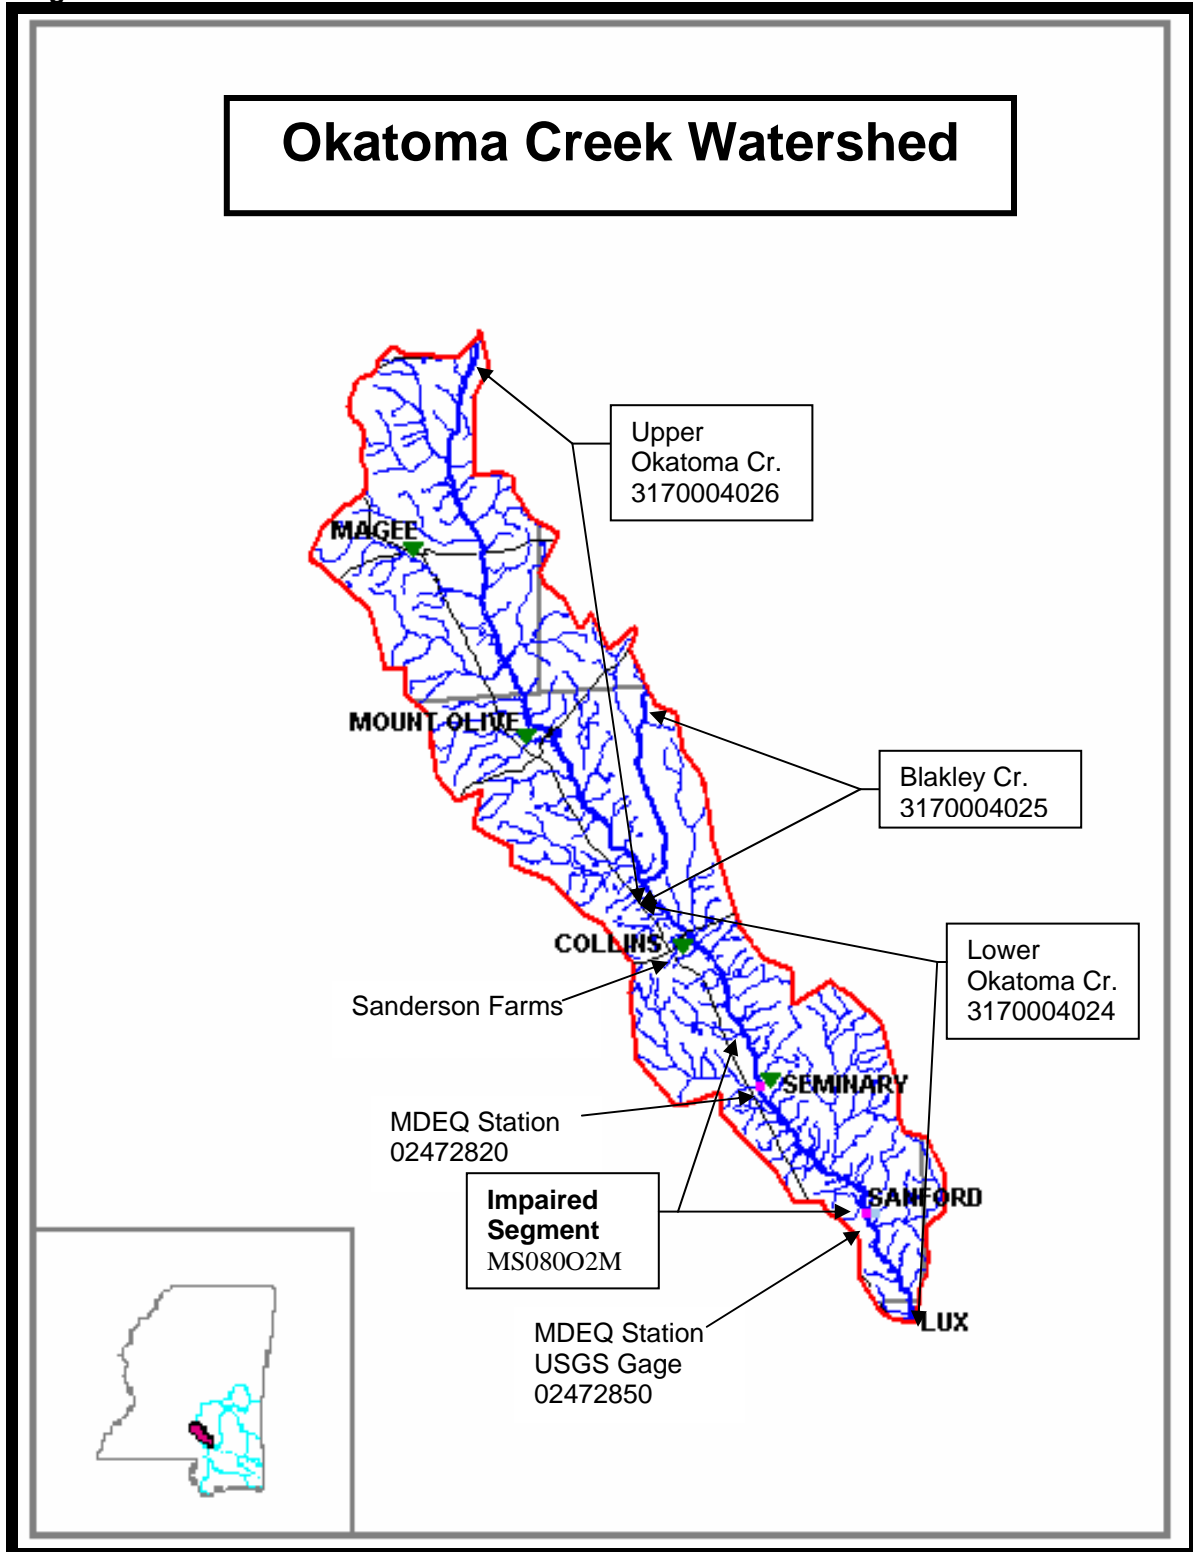 Okatoma Creek Watershed
Upper
Okatoma Cr.
3170004026
MAGEE
MOUNT OLIVE
Blakley Cr.
3170004025
COLLINS
Lower
Okatoma Cr.
3170004024
Sanderson Farms
SEMINARY
MDEQ Station
02472820
Impaired
Segment
MS080O2M
SANFORD
LUX
MDEQ Station
USGS Gage
02472850